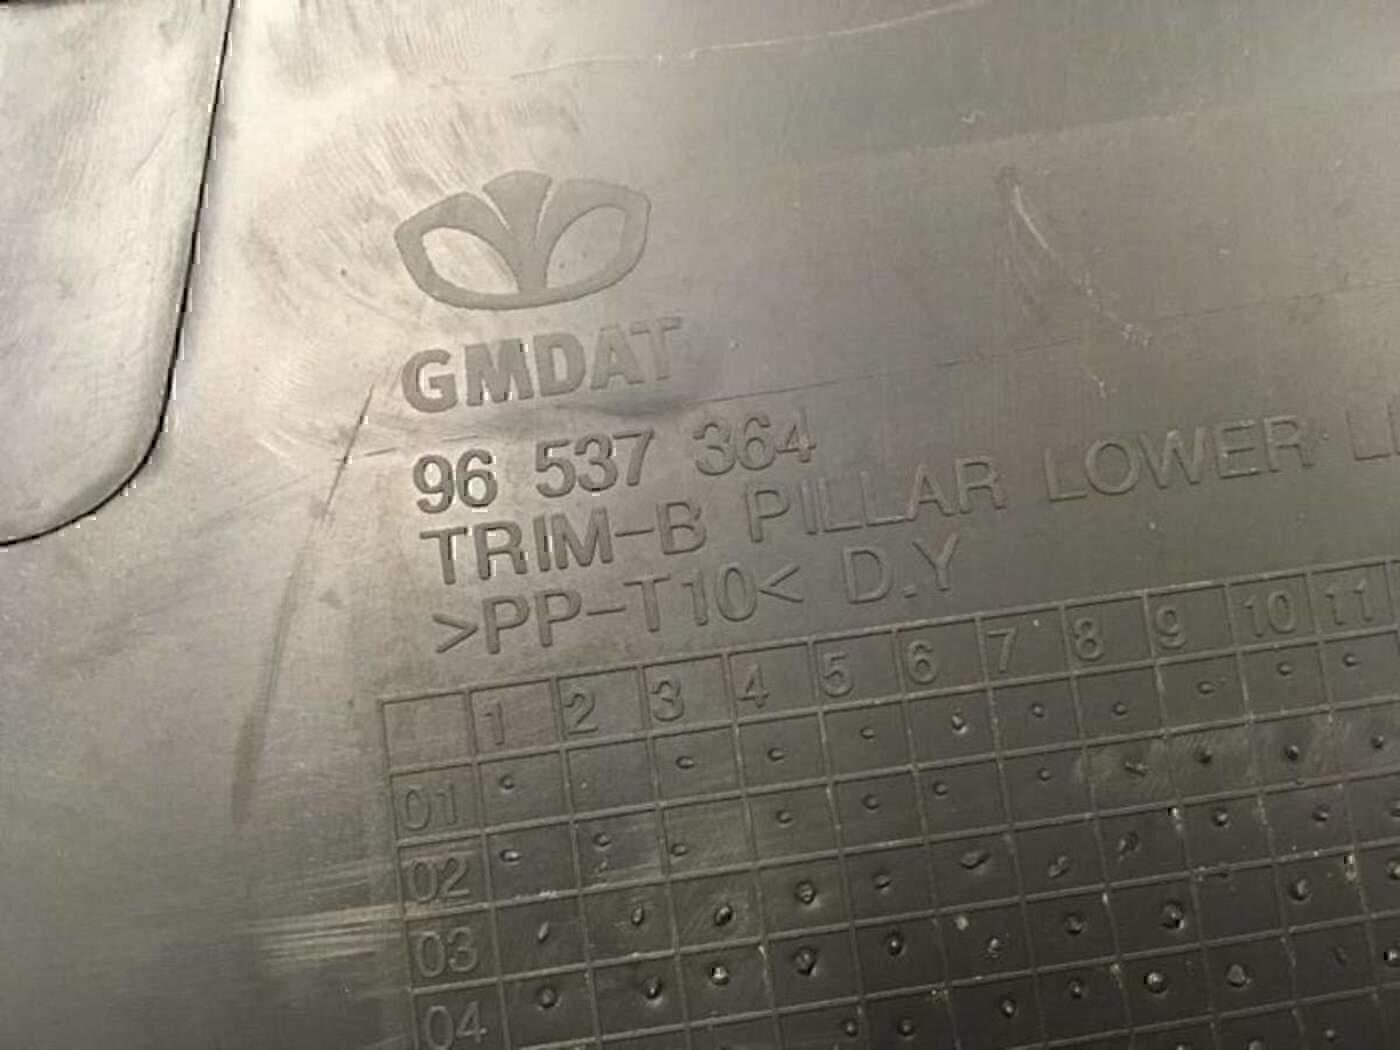 GMDAT
96 537 364
TRIM-B PILLAR LOWER
>PP-T10< D.Y
1 2 3 4 5 6 7 8 9 10 11
01
02
03
04